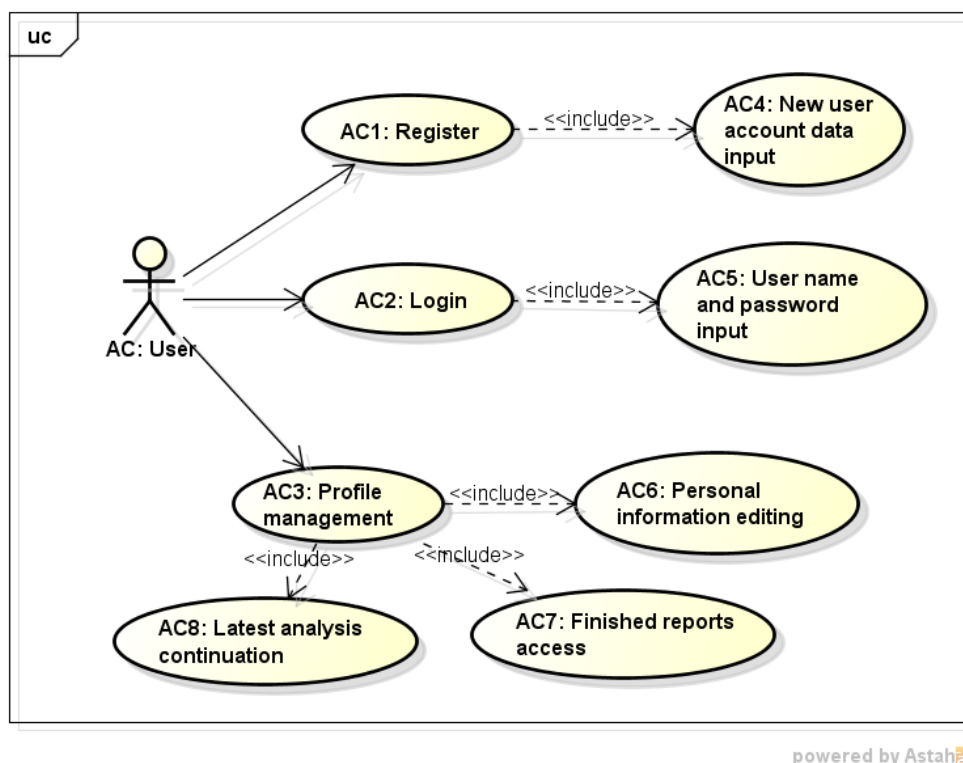 uc
AC1: Register
<<include>>
AC4: New user
account data
input
AC2: Login
<<include>>
AC5: User name
and password
input
AC: User
AC3: Profile
management
<<include>>
AC6: Personal
information editing
<<include>>
<<include>>
AC8: Latest analysis
continuation
AC7: Finished reports
access
powered by Astah